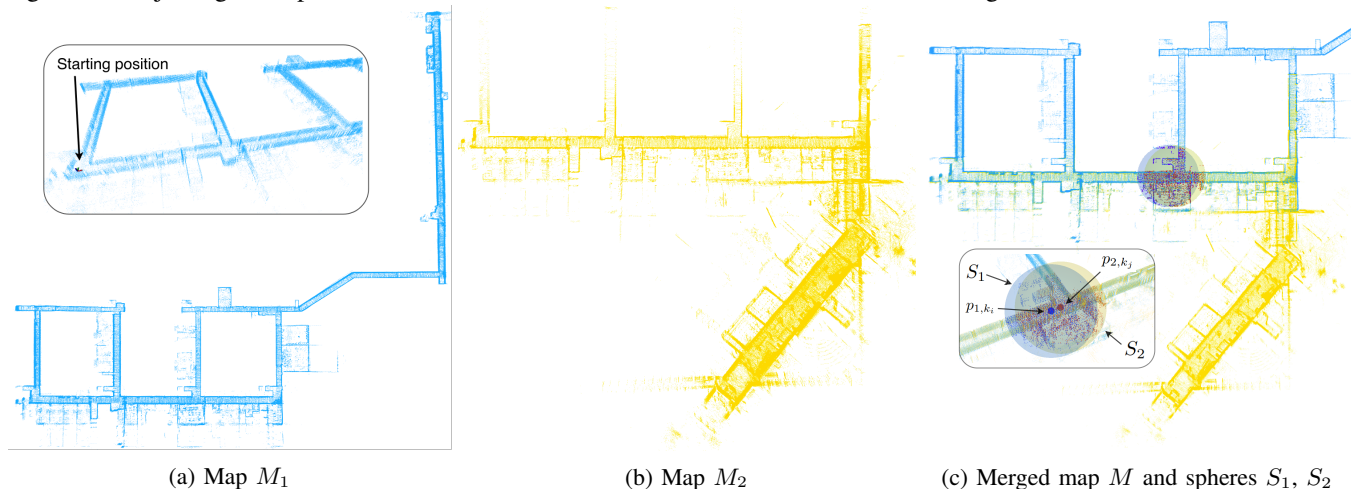 Starting position
S₁
p₁,ₖᵢ
p₂,ₖⱼ
S₂
(a) Map M₁
(b) Map M₂
(c) Merged map M and spheres S₁, S₂